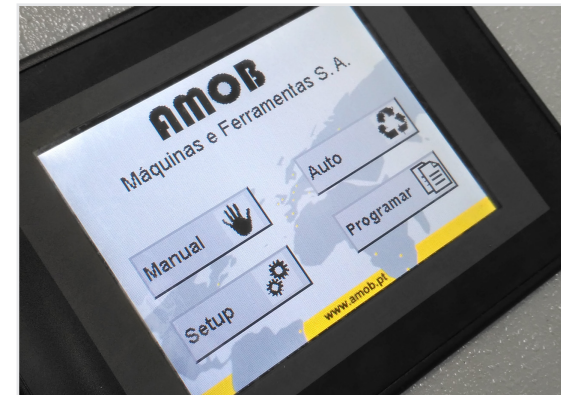 AMOB
Máquinas e Ferramentas S. A.
Manual
Auto
Setup
Programar
www.amob.pt